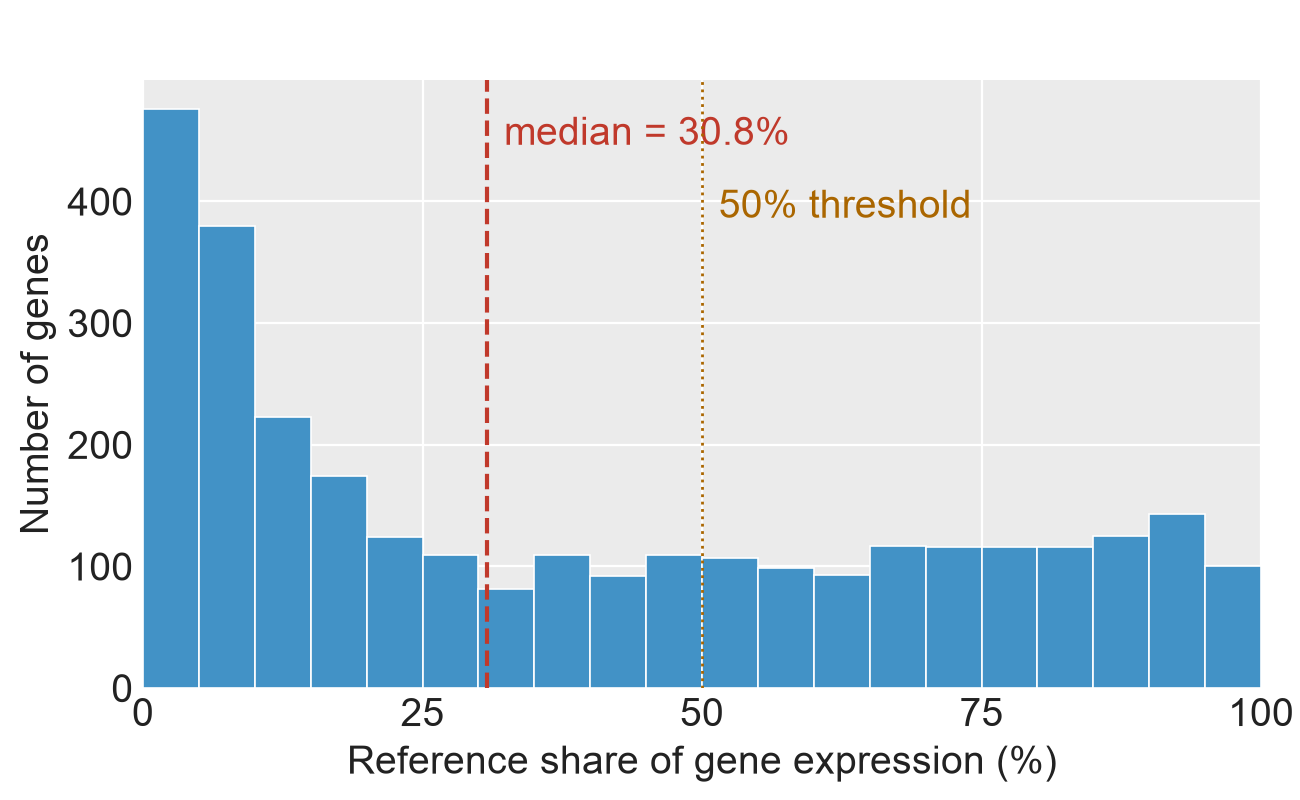 median = 30.8%
50% threshold
Number of genes
400
300
200
100
0
0 25 50 75 100
Reference share of gene expression (%)